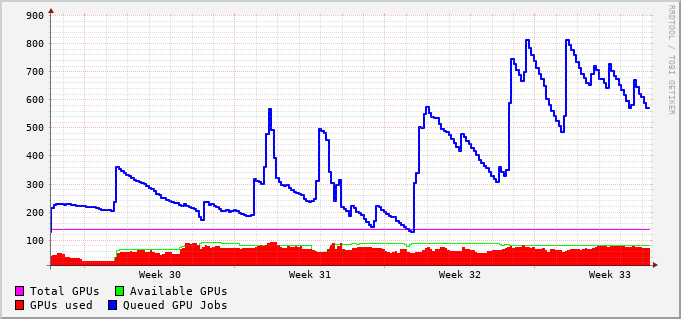 900
800
700
600
500
400
300
200
100
Week 30 Week 31 Week 32 Week 33
Total GPUs Available GPUs
GPUs used Queued GPU Jobs
RRDTOOL / TOBI OETIKER